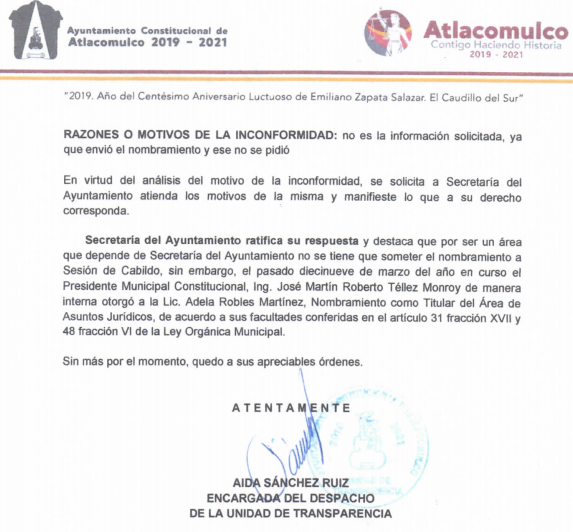 Ayuntamiento Constitucional de
Atlacomulco 2019 - 2021
Atlacomulco
Contigo Haciendo Historia
2019 - 2021
"2019. Año del Centésimo Aniversario Luctuoso de Emiliano Zapata Salazar. El Caudillo del Sur"
RAZONES O MOTIVOS DE LA INCONFORMIDAD: no es la información solicitada, ya
que envió el nombramiento y ese no se pidió
En virtud del análisis del motivo de la inconformidad, se solicita a Secretaría del
Ayuntamiento atienda los motivos de la misma y manifieste lo que a su derecho
corresponda.
Secretaría del Ayuntamiento ratifica su respuesta y destaca que por ser un área
que depende de Secretaría del Ayuntamiento no se tiene que someter el nombramiento a
Sesión de Cabildo, sin embargo, el pasado diecinueve de marzo del año en curso el
Presidente Municipal Constitucional, Ing. José Martín Roberto Téllez Monroy de manera
interna otorgó a la Lic. Adela Robles Martínez, Nombramiento como Titular del Área de
Asuntos Jurídicos, de acuerdo a sus facultades conferidas en el artículo 31 fracción XVII y
48 fracción VI de la Ley Orgánica Municipal.
Sin más por el momento, quedo a sus apreciables órdenes.
A T E N T A M E N T E
AIDA SÁNCHEZ RUIZ
ENCARGADA DEL DESPACHO
DE LA UNIDAD DE TRANSPARENCIA